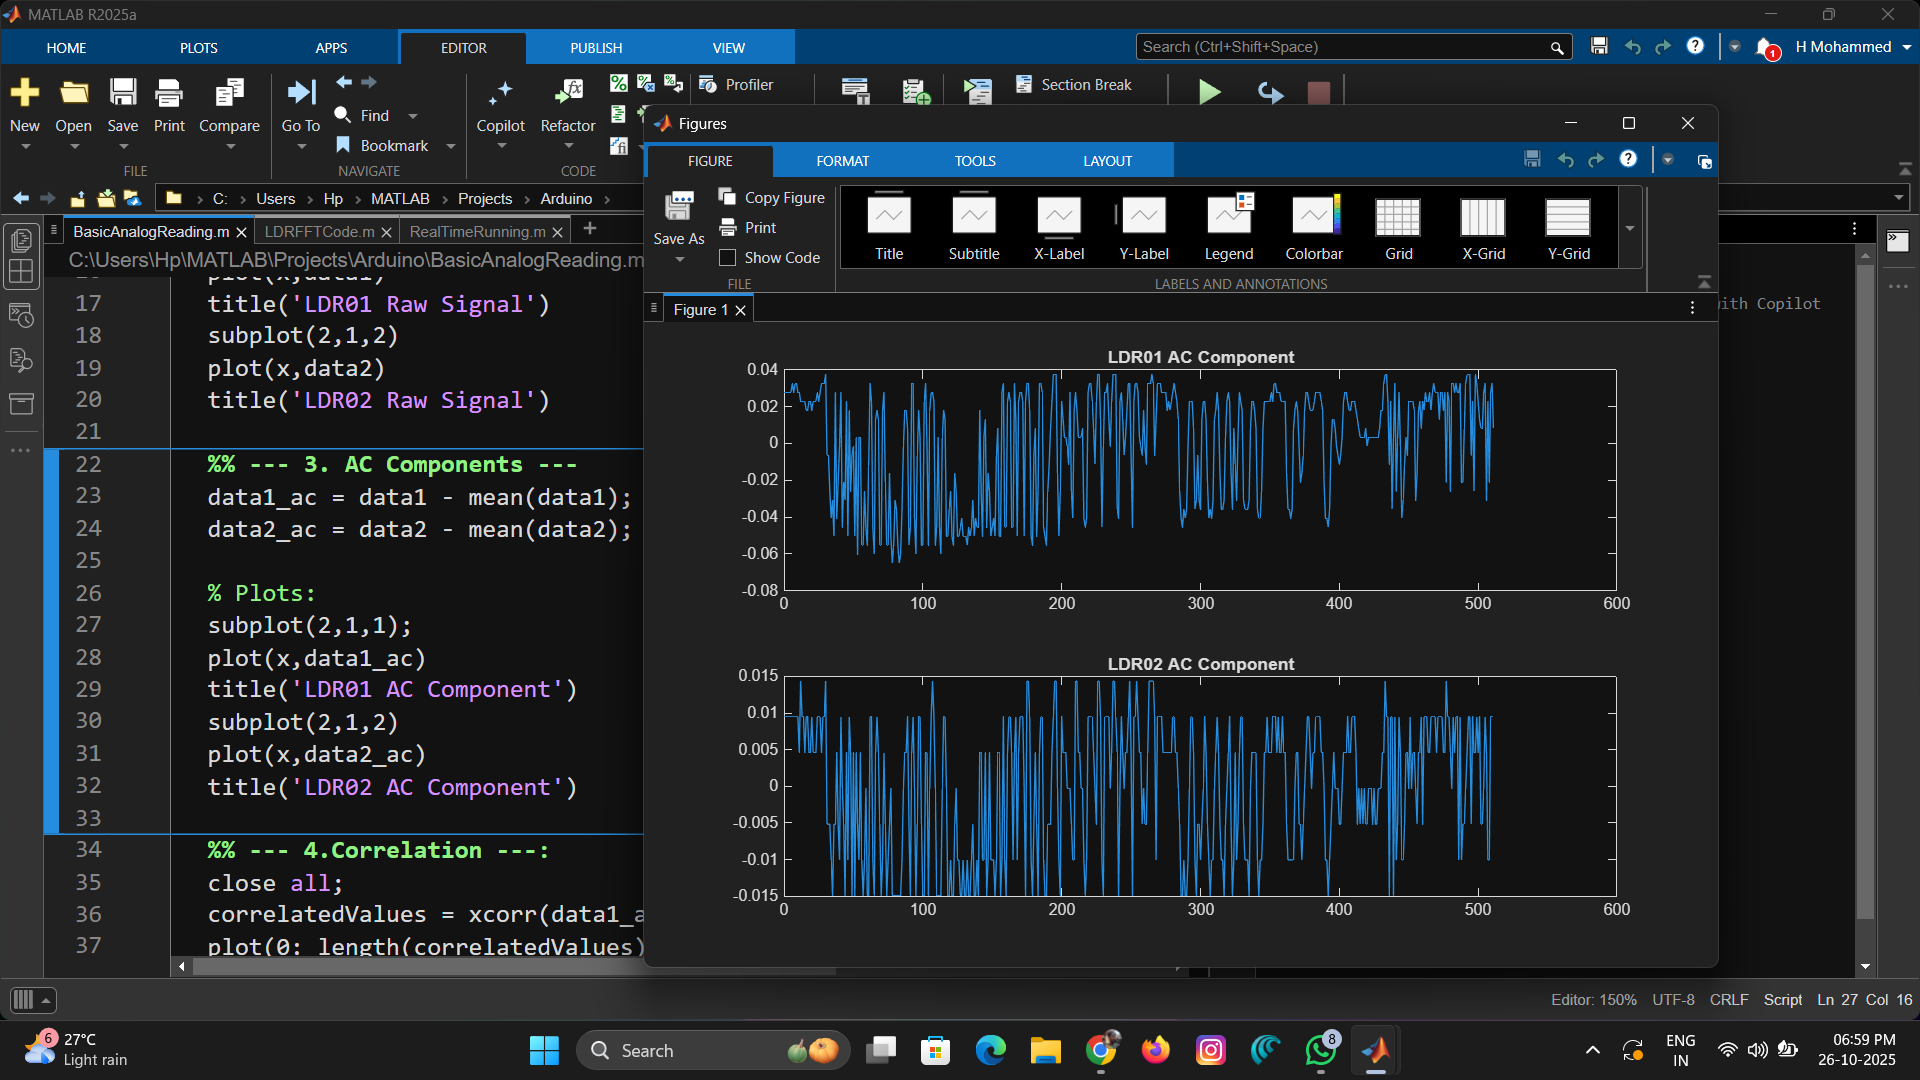 MATLAB R2025a
HOME
PLOTS
APPS
EDITOR
PUBLISH
VIEW
Search (Ctrl+Shift+Space)
1
H Mohammed
New
Open
Save
Print
Compare
FILE
Go To
Find
Bookmark
NAVIGATE
Copilot
Refactor
CODE
Profiler
Section Break
C:
Users
Hp
MATLAB
Projects
Arduino
BasicAnalogReading.m
LDRFFTCode.m
RealTimeRunning.m
C:\Users\Hp\MATLAB\Projects\Arduino\BasicAnalogReading.m
17 title('LDR01 Raw Signal')
18 subplot(2,1,2)
19 plot(x,data2)
20 title('LDR02 Raw Signal')
21
22 %% --- 3. AC Components ---
23 data1_ac = data1 - mean(data1);
24 data2_ac = data2 - mean(data2);
25
26 % Plots:
27 subplot(2,1,1);
28 plot(x,data1_ac)
29 title('LDR01 AC Component')
30 subplot(2,1,2)
31 plot(x,data2_ac)
32 title('LDR02 AC Component')
33
34 %% --- 4.Correlation ---:
35 close all;
36 correlatedValues = xcorr(data1_a
37 plot(0: length(correlatedValues)
Figures
FIGURE
FORMAT
TOOLS
LAYOUT
Save As
Copy Figure
Print
Show Code
FILE
Title
Subtitle
X-Label
Y-Label
Legend
Colorbar
Grid
X-Grid
Y-Grid
LABELS AND ANNOTATIONS
Figure 1
with Copilot
LDR01 AC Component
0.04
0.02
0
-0.02
-0.04
-0.06
-0.08
0 100 200 300 400 500 600
LDR02 AC Component
0.015
0.01
0.005
0
-0.005
-0.01
-0.015
0 100 200 300 400 500 600
Editor: 150% UTF-8 CRLF Script Ln 27 Col 16
6
27°C
Light rain
Search
8
ENG
IN
06:59 PM
26-10-2025